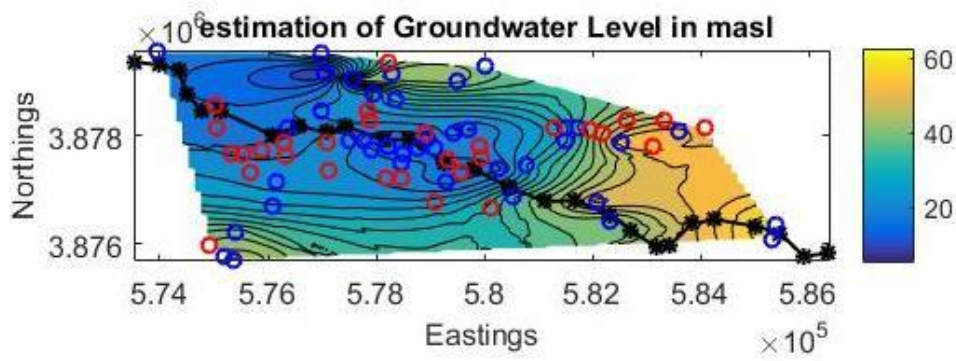 ×10⁶ estimation of Groundwater Level in masl
Northings
3.878
3.876
60
40
20
5.74 5.76 5.78 5.8 5.82 5.84 5.86
Eastings
×10⁵